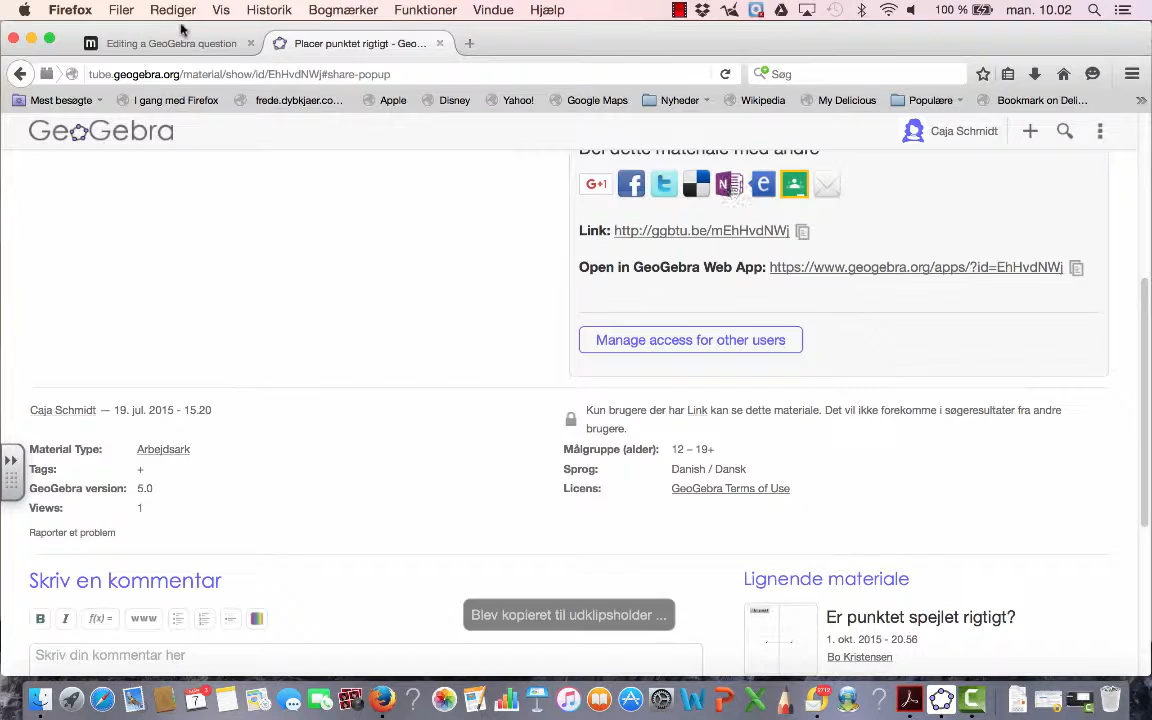 Firefox Filer Rediger Vis Historik Bogmærker Funktioner Vindue Hjælp 100 % man. 10.02
Editing a GeoGebra question Placer punktet rigtigt - Geo...
tube.geogebra.org/material/show/id/EhHvdNWj#share-popup Søg
Mest besøgte I gang med Firefox frede.dybkjaer.co... Apple Disney Yahoo! Google Maps Nyheder Wikipedia My Delicious Populære Bookmark on Deli...
GeoGebra Caja Schmidt
Del dette materiale med andre
G+1
Link: http://ggbtu.be/mEhHvdNWj
Open in GeoGebra Web App: https://www.geogebra.org/apps/?id=EhHvdNWj
Manage access for other users
Caja Schmidt — 19. jul. 2015 - 15.20
Kun brugere der har Link kan se dette materiale. Det vil ikke forekomme i søgeresultater fra andre
brugere.
Material Type: Arbejdsark
Målgruppe (alder): 12 – 19+
Tags: +
Sprog: Danish / Dansk
GeoGebra version: 5.0
Licens: GeoGebra Terms of Use
Views: 1
Raporter et problem
Skriv en kommentar
Lignende materiale
B I f(x) = www
Blev kopieret til udklipsholder ...
Er punktet spejlet rigtigt?
1. okt. 2015 - 20.56
Bo Kristensen
Skriv din kommentar her